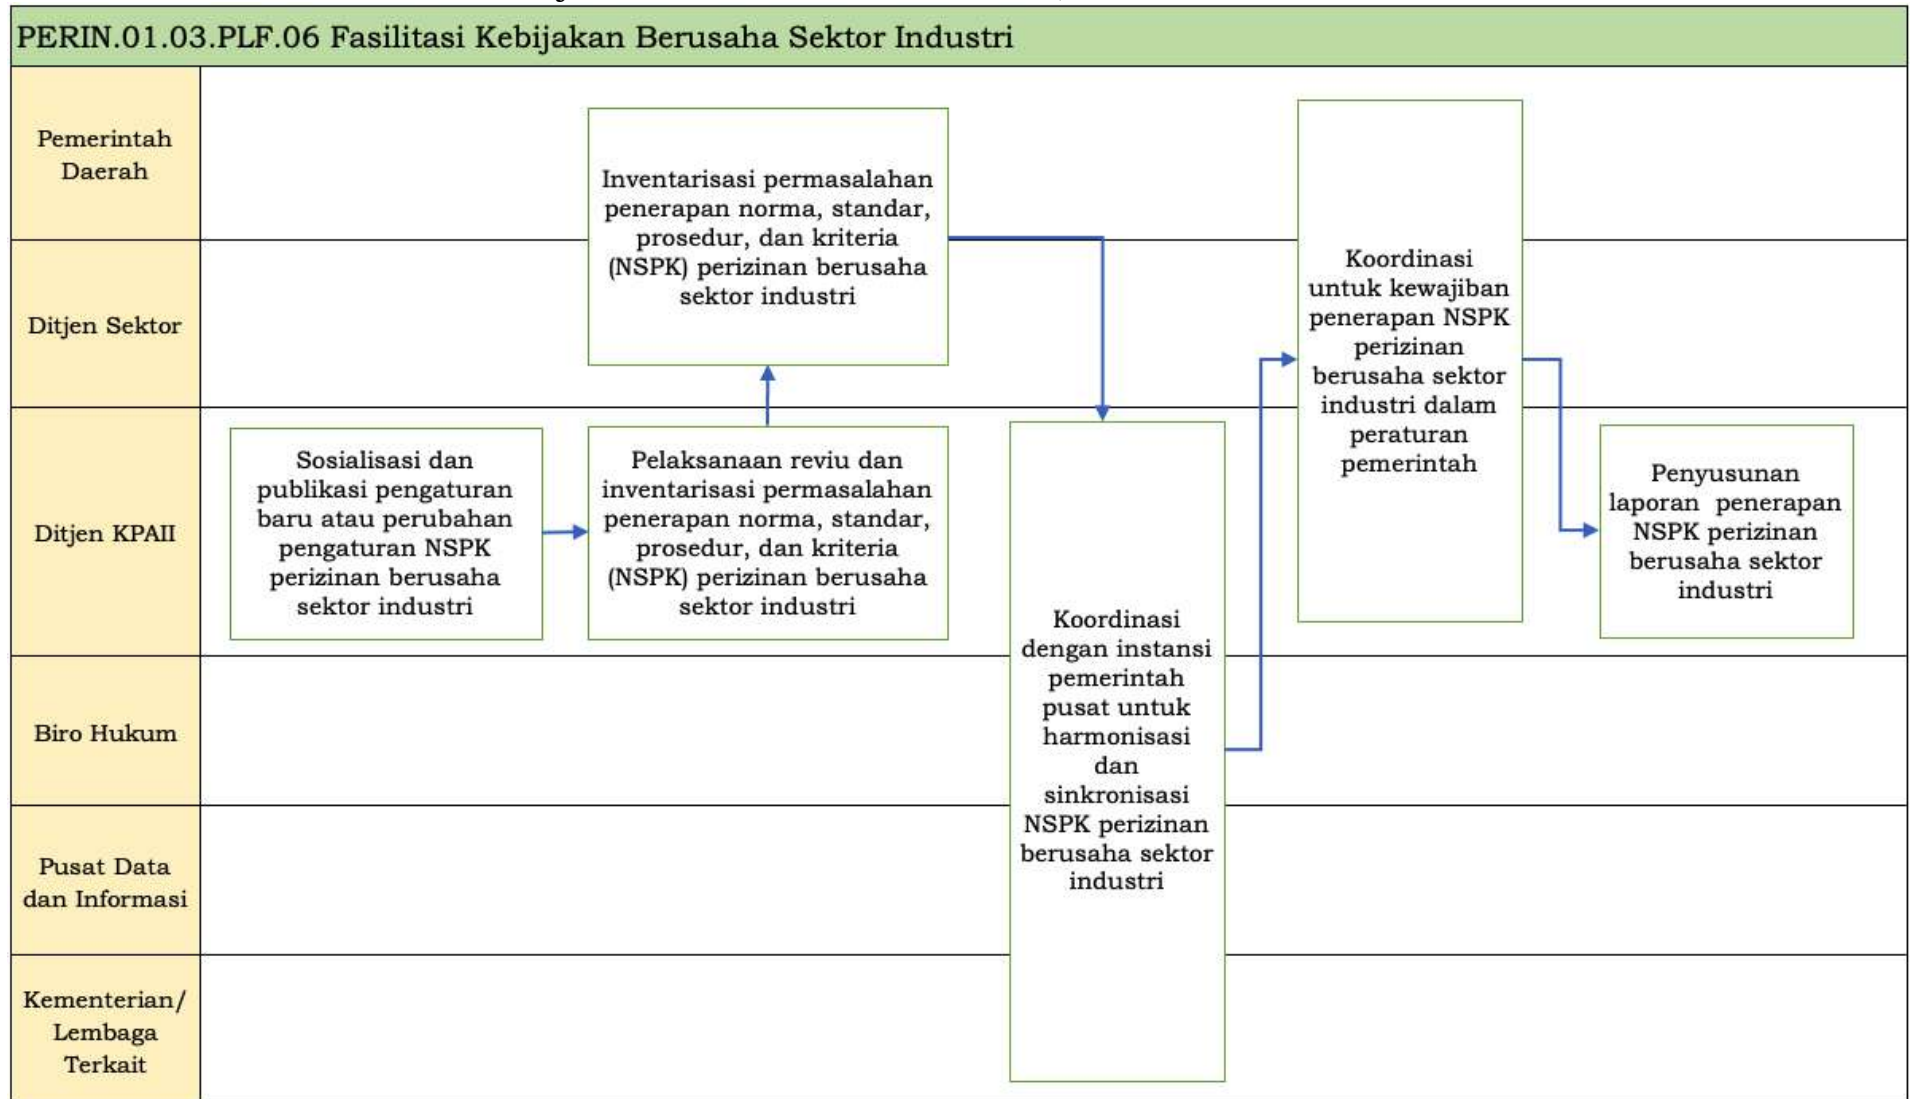 PERIN.01.03.PLF.06 Fasilitasi Kebijakan Berusaha Sektor Industri
Pemerintah
Daerah
Ditjen Sektor
Ditjen KPAII
Biro Hukum
Pusat Data
dan Informasi
Kementerian/
Lembaga
Terkait
Sosialisasi dan
publikasi pengaturan
baru atau perubahan
pengaturan NSPK
perizinan berusaha
sektor industri
Pelaksanaan reviu dan
inventarisasi permasalahan
penerapan norma, standar,
prosedur, dan kriteria
(NSPK) perizinan berusaha
sektor industri
Inventarisasi permasalahan
penerapan norma, standar,
prosedur, dan kriteria
(NSPK) perizinan berusaha
sektor industri
Koordinasi
dengan instansi
pemerintah
pusat untuk
harmonisasi
dan
sinkronisasi
NSPK perizinan
berusaha sektor
industri
Koordinasi
untuk kewajiban
penerapan NSPK
perizinan
berusaha sektor
industri dalam
peraturan
pemerintah
Penyusunan
laporan penerapan
NSPK perizinan
berusaha sektor
industri